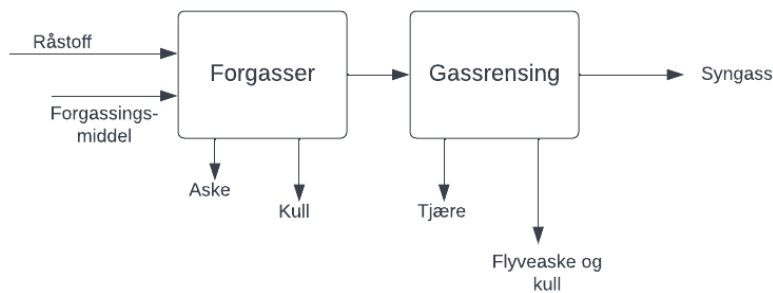 Råstoff
Forgasser
Gassrensing
Syngass
Forgassings-
middel
Aske
Kull
Tjære
Flyveaske og
kull